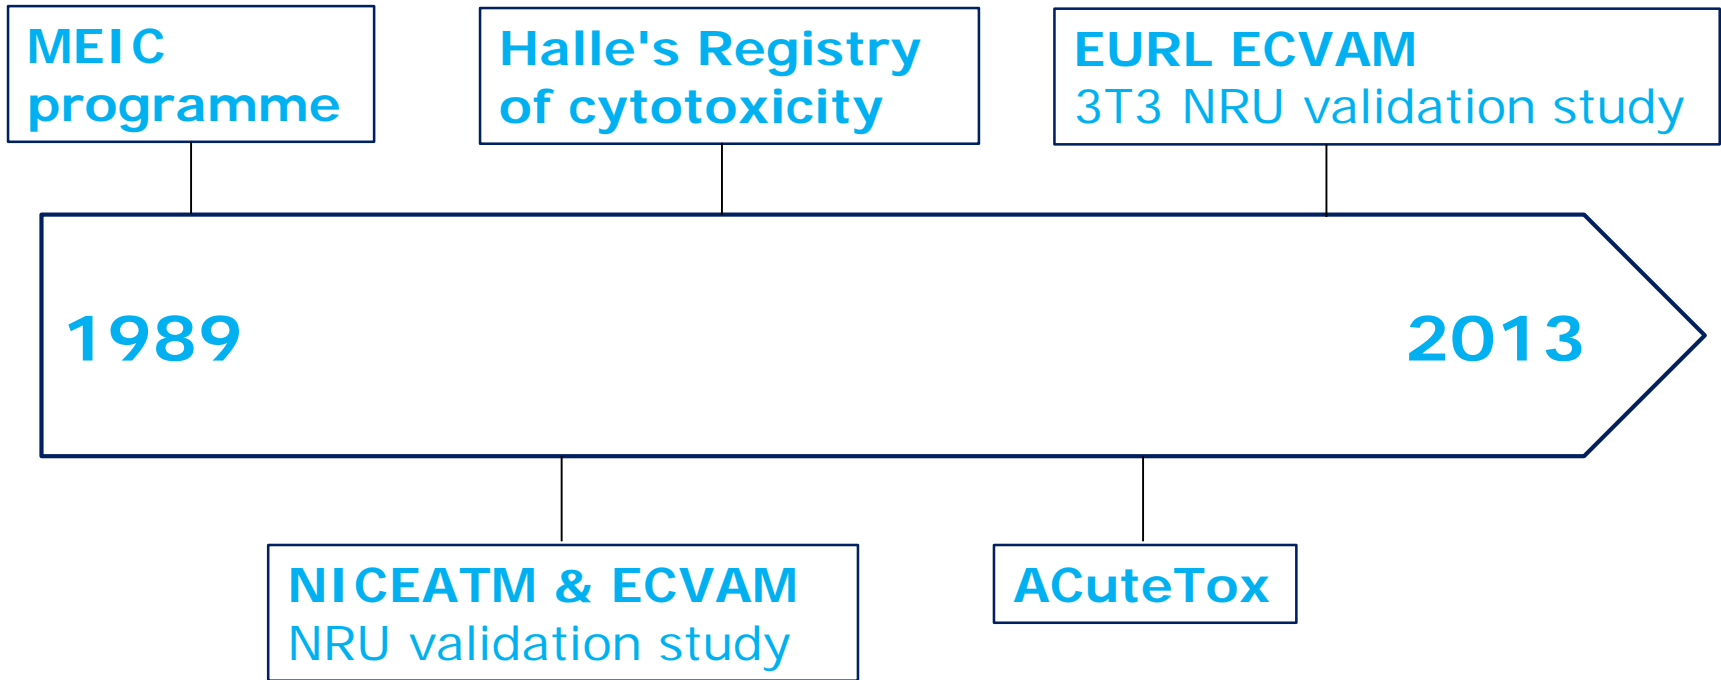 MEIC
programme
Halle's Registry
of cytotoxicity
EURL ECVAM
3T3 NRU validation study
1989
2013
NICEATM & ECVAM
NRU validation study
ACuteTox